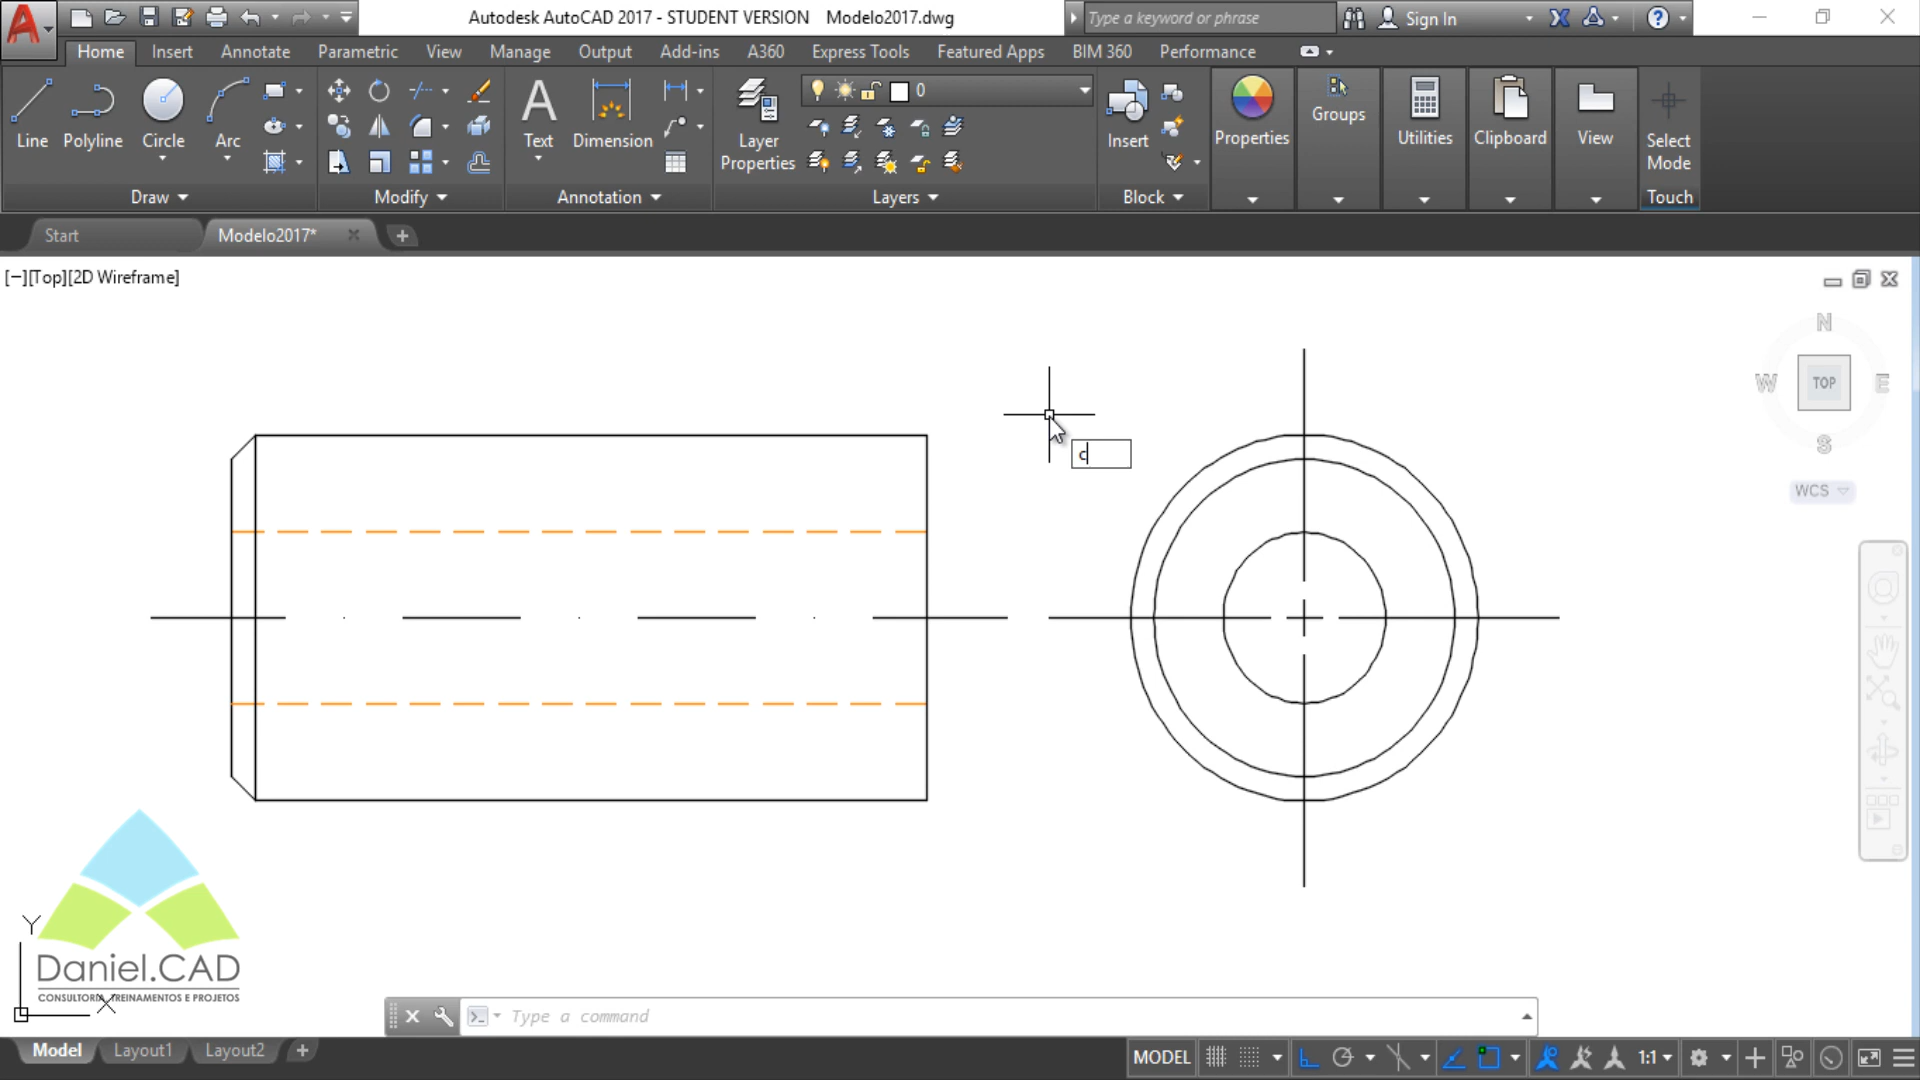 Autodesk AutoCAD 2017 - STUDENT VERSION Modelo2017.dwg
Type a keyword or phrase
Sign In
Home Insert Annotate Parametric View Manage Output Add-ins A360 Express Tools Featured Apps BIM 360 Performance
0
Line Polyline Circle Arc
Text Dimension
Layer Properties
Insert
Properties
Groups
Utilities
Clipboard
View
Select Mode
Draw Modify Annotation Layers Block Touch
Start Modelo2017*
[−][Top][2D Wireframe]
N
W TOP E
S
WCS
c
Y
X
Daniel.CAD
CONSULTORIA TREINAMENTOS E PROJETOS
Type a command
Model Layout1 Layout2
MODEL 1:1